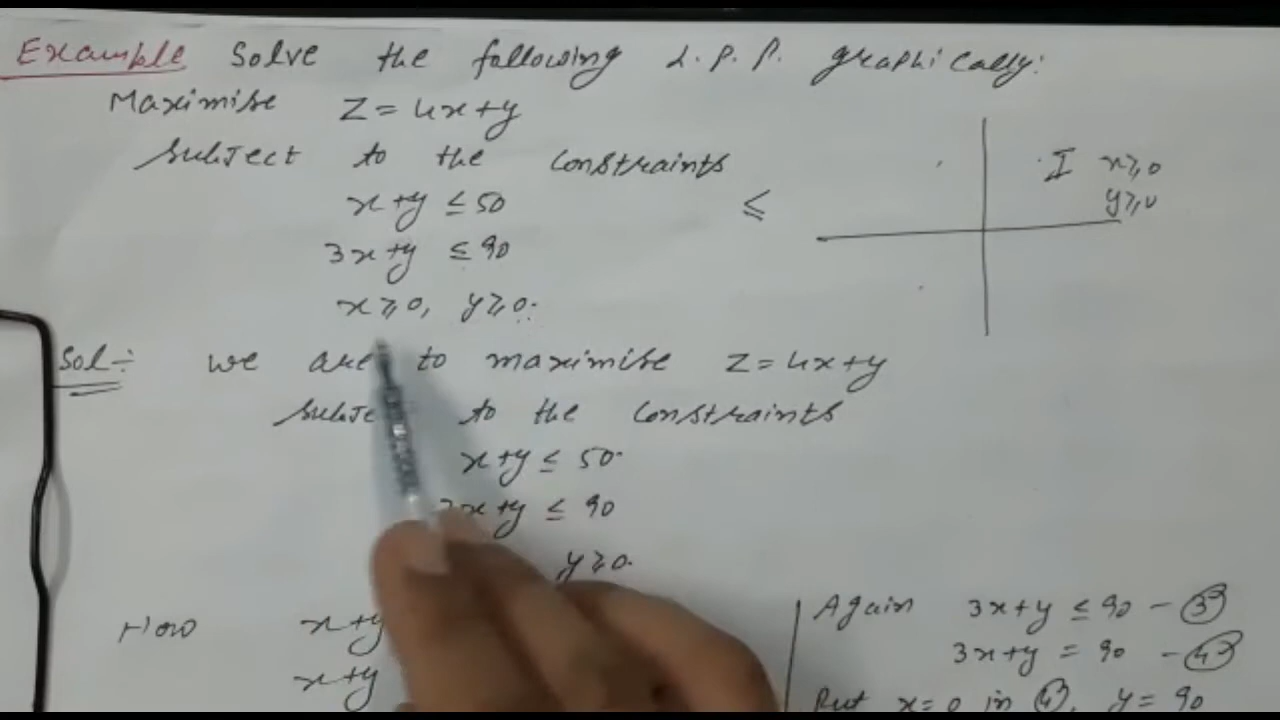 Example Solve the following L.P.P. graphically:
Maximise Z = 4x+y
Subject to the constraints
x+y ≤ 50
3x+y ≤ 90
x ≥ 0, y ≥ 0.
≤
I x ≥ 0
y ≥ 0
Sol:- we are to maximise Z = 4x+y
to the constraints
x+y ≤ 50.
x+y ≤ 90
y ≥ 0.
Now x+y
x+y
Again 3x+y ≤ 90 - ③
3x+y = 90 - ④
Put x=0 in ④, y = 90